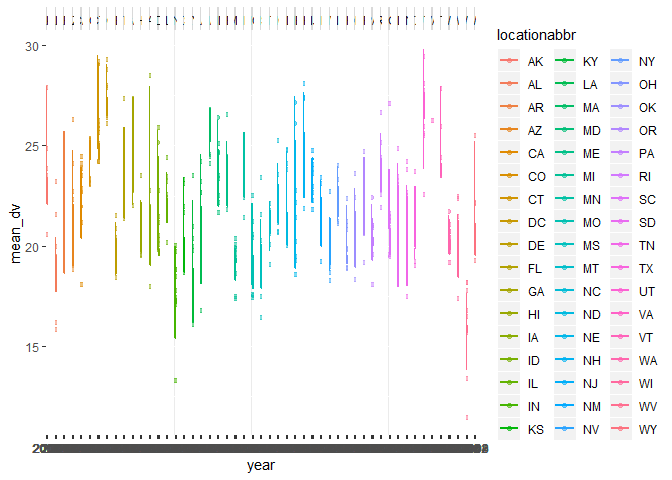 locationabbr
AK KY NY
AL LA OH
AR MA OK
AZ MD OR
CA ME PA
CO MI RI
CT MN SC
DC MO SD
DE MS TN
FL MT TX
GA NC UT
HI ND VA
IA NE VT
ID NH WA
IL NJ WI
IN NM WV
KS NV WY
30
25
20
15
mean_dv
year